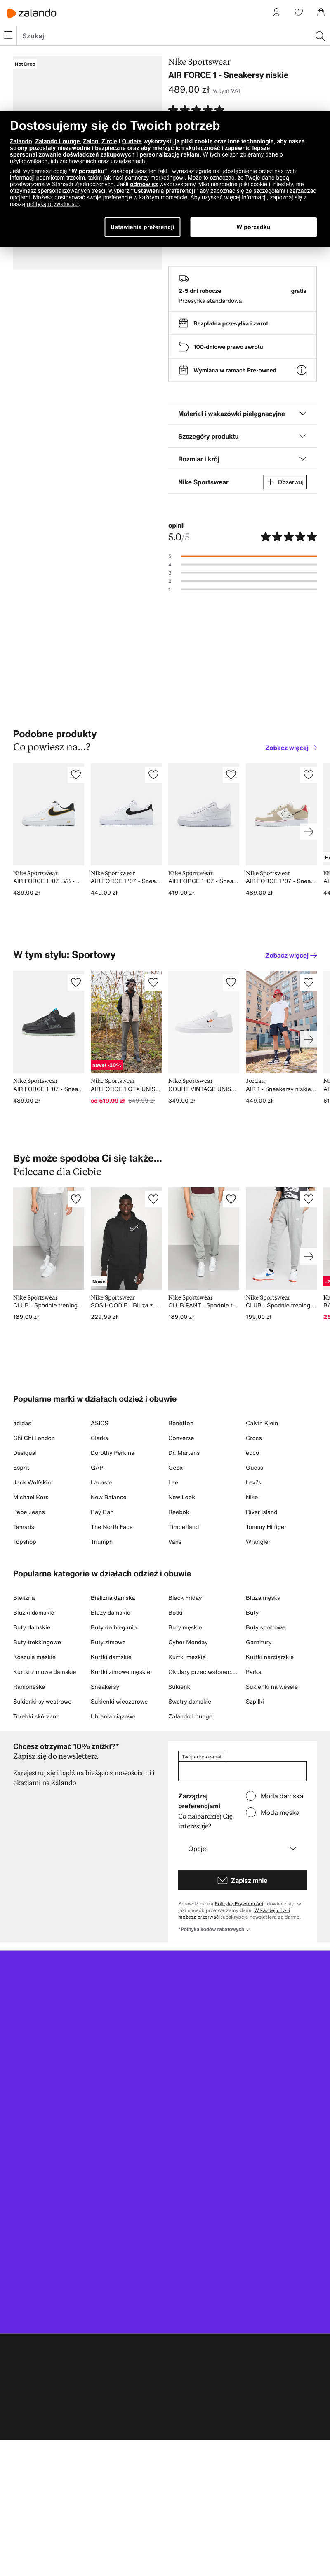 zalando
Szukaj
Hot Drop
Nike Sportswear
AIR FORCE 1 - Sneakersy niskie
489,00 zł w tym VAT
Dostosujemy się do Twoich potrzeb
Zalando, Zalando Lounge, Zalon, Zircle i Outlets wykorzystują pliki cookie oraz inne technologie, aby nasze
strony pozostały niezawodne i bezpieczne oraz aby mierzyć ich skuteczność i zapewnić lepsze
spersonalizowanie doświadczeń zakupowych i personalizację reklam. W tych celach zbieramy dane o
użytkownikach, ich zachowaniach oraz urządzeniach.
Jeśli wybierzesz opcję "W porządku", zaakceptujesz ten fakt i wyrazisz zgodę na udostępnienie przez nas tych
informacji podmiotom trzecim, takim jak nasi partnerzy marketingowi. Może to oznaczać, że Twoje dane będą
przetwarzane w Stanach Zjednoczonych. Jeśli odmówisz wykorzystamy tylko niezbędne pliki cookie i, niestety, nie
otrzymasz spersonalizowanych treści. Wybierz "Ustawienia preferencji" aby zapoznać się ze szczegółami i zarządzać
opcjami. Możesz dostosować swoje preferencje w każdym momencie. Aby uzyskać więcej informacji, zapoznaj się z
naszą polityką prywatności.
Ustawienia preferencji
W porządku
2-5 dni robocze gratis
Przesyłka standardowa
Bezpłatna przesyłka i zwrot
100-dniowe prawo zwrotu
Wymiana w ramach Pre-owned
Materiał i wskazówki pielęgnacyjne
Szczegóły produktu
Rozmiar i krój
Nike Sportswear Obserwuj
opinii
5.0/5
5
4
3
2
1
Podobne produkty
Co powiesz na...? Zobacz więcej
Nike Sportswear Nike Sportswear Nike Sportswear Nike Sportswear
AIR FORCE 1 '07 LV8 - ... AIR FORCE 1 '07 - Snea... AIR FORCE 1 '07 - Snea... AIR FORCE 1 '07 - Snea...
489,00 zł 449,00 zł 419,00 zł 489,00 zł
W tym stylu: Sportowy Zobacz więcej
nawet -20%
Nike Sportswear Nike Sportswear Nike Sportswear Jordan
AIR FORCE 1 '07 - Snea... AIR FORCE 1 GTX UNIS... COURT VINTAGE UNIS... AIR 1 - Sneakersy niskie...
489,00 zł od 519,99 zł 649,99 zł 349,00 zł 449,00 zł
Być może spodoba Ci się także...
Polecane dla Ciebie
Nowe
Nike Sportswear Nike Sportswear Nike Sportswear Nike Sportswear
CLUB - Spodnie trening... SOS HOODIE - Bluza z ... CLUB PANT - Spodnie t... CLUB - Spodnie trening...
189,00 zł 229,99 zł 189,00 zł 199,00 zł
Popularne marki w działach odzież i obuwie
adidas ASICS Benetton Calvin Klein
Chi Chi London Clarks Converse Crocs
Desigual Dorothy Perkins Dr. Martens ecco
Esprit GAP Geox Guess
Jack Wolfskin Lacoste Lee Levi's
Michael Kors New Balance New Look Nike
Pepe Jeans Ray Ban Reebok River Island
Tamaris The North Face Timberland Tommy Hilfiger
Topshop Triumph Vans Wrangler
Popularne kategorie w działach odzież i obuwie
Bielizna Bielizna damska Black Friday Bluza męska
Bluzki damskie Bluzy damskie Botki Buty
Buty damskie Buty do biegania Buty męskie Buty sportowe
Buty trekkingowe Buty zimowe Cyber Monday Garnitury
Koszule męskie Kurtki damskie Kurtki męskie Kurtki narciarskie
Kurtki zimowe damskie Kurtki zimowe męskie Okulary przeciwsłonec... Parka
Ramoneska Sneakersy Sukienki Sukienki na wesele
Sukienki sylwestrowe Sukienki wieczorowe Swetry damskie Szpilki
Torebki skórzane Ubrania ciążowe Zalando Lounge
Chcesz otrzymać 10% zniżki?*
Zapisz się do newslettera
Zarejestruj się i bądź na bieżąco z nowościami i
okazjami na Zalando
Twój adres e-mail
Zarządzaj
preferencjami
Co najbardziej Cię
interesuje?
Moda damska
Moda męska
Opcje
Zapisz mnie
Sprawdź naszą Politykę Prywatności i dowiedz się, w
jaki sposób przetwarzamy dane. W każdej chwili
możesz przerwać subskrypcję newslettera za darmo.
*Polityka kodów rabatowych